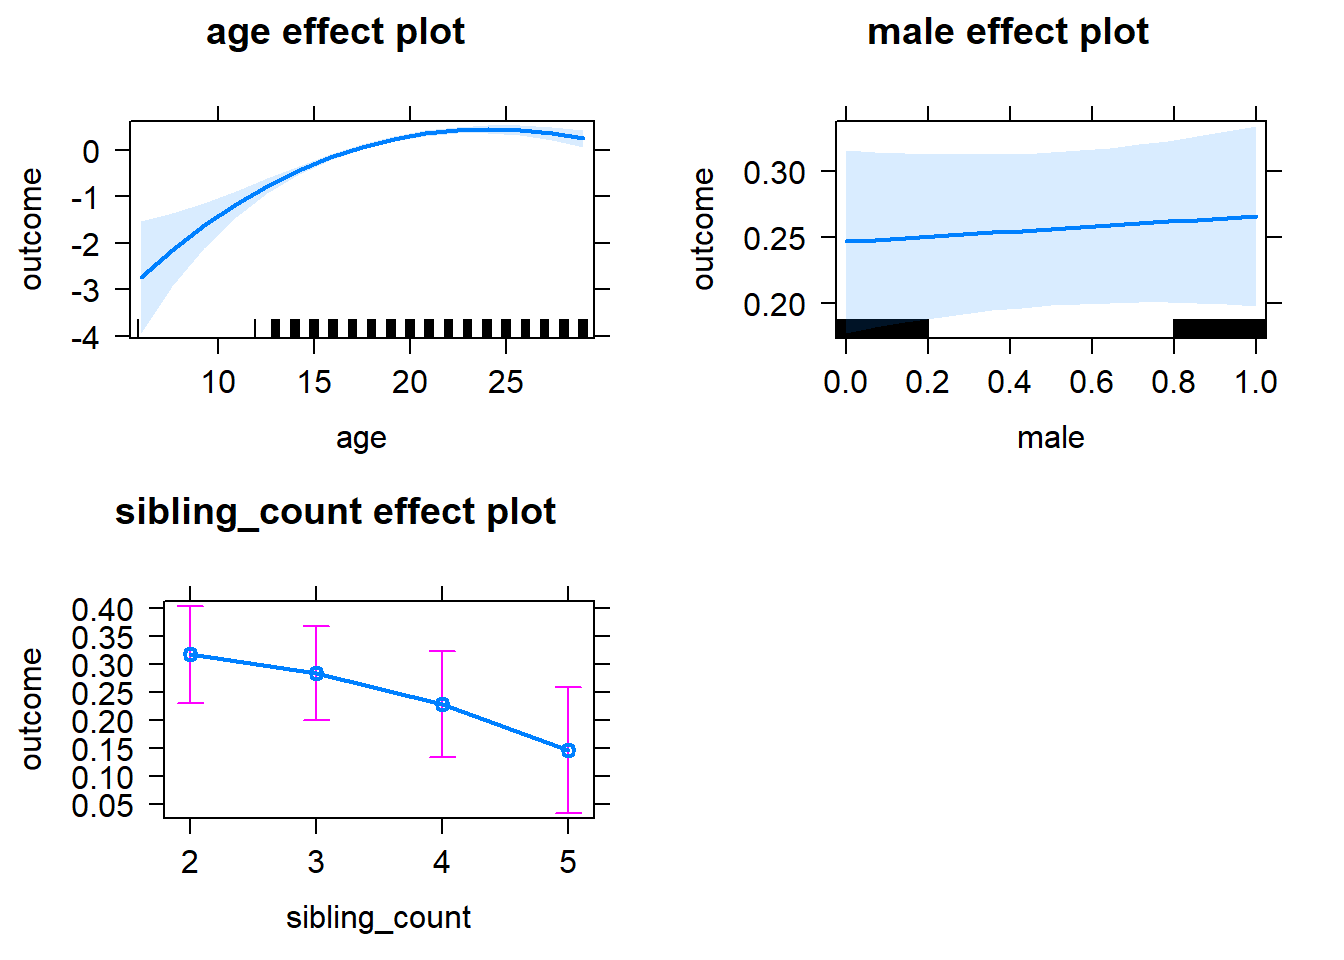 age effect plot
outcome
0
-1
-2
-3
-4
10 15 20 25
age
male effect plot
outcome
0.30
0.25
0.20
0.0 0.2 0.4 0.6 0.8 1.0
male
sibling_count effect plot
outcome
0.40
0.35
0.30
0.25
0.20
0.15
0.10
0.05
2 3 4 5
sibling_count